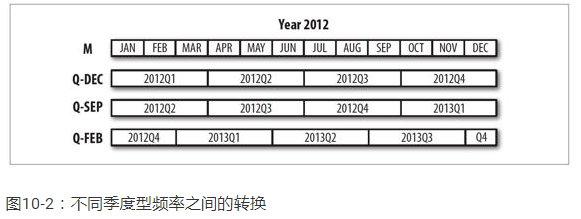 Year 2012
M JAN FEB MAR APR MAY JUN JUL AUG SEP OCT NOV DEC
Q-DEC 2012Q1 2012Q2 2012Q3 2012Q4
Q-SEP 2012Q2 2012Q3 2012Q4 2013Q1
Q-FEB 2012Q4 2013Q1 2013Q2 2013Q3 Q4
图10-2：不同季度型频率之间的转换